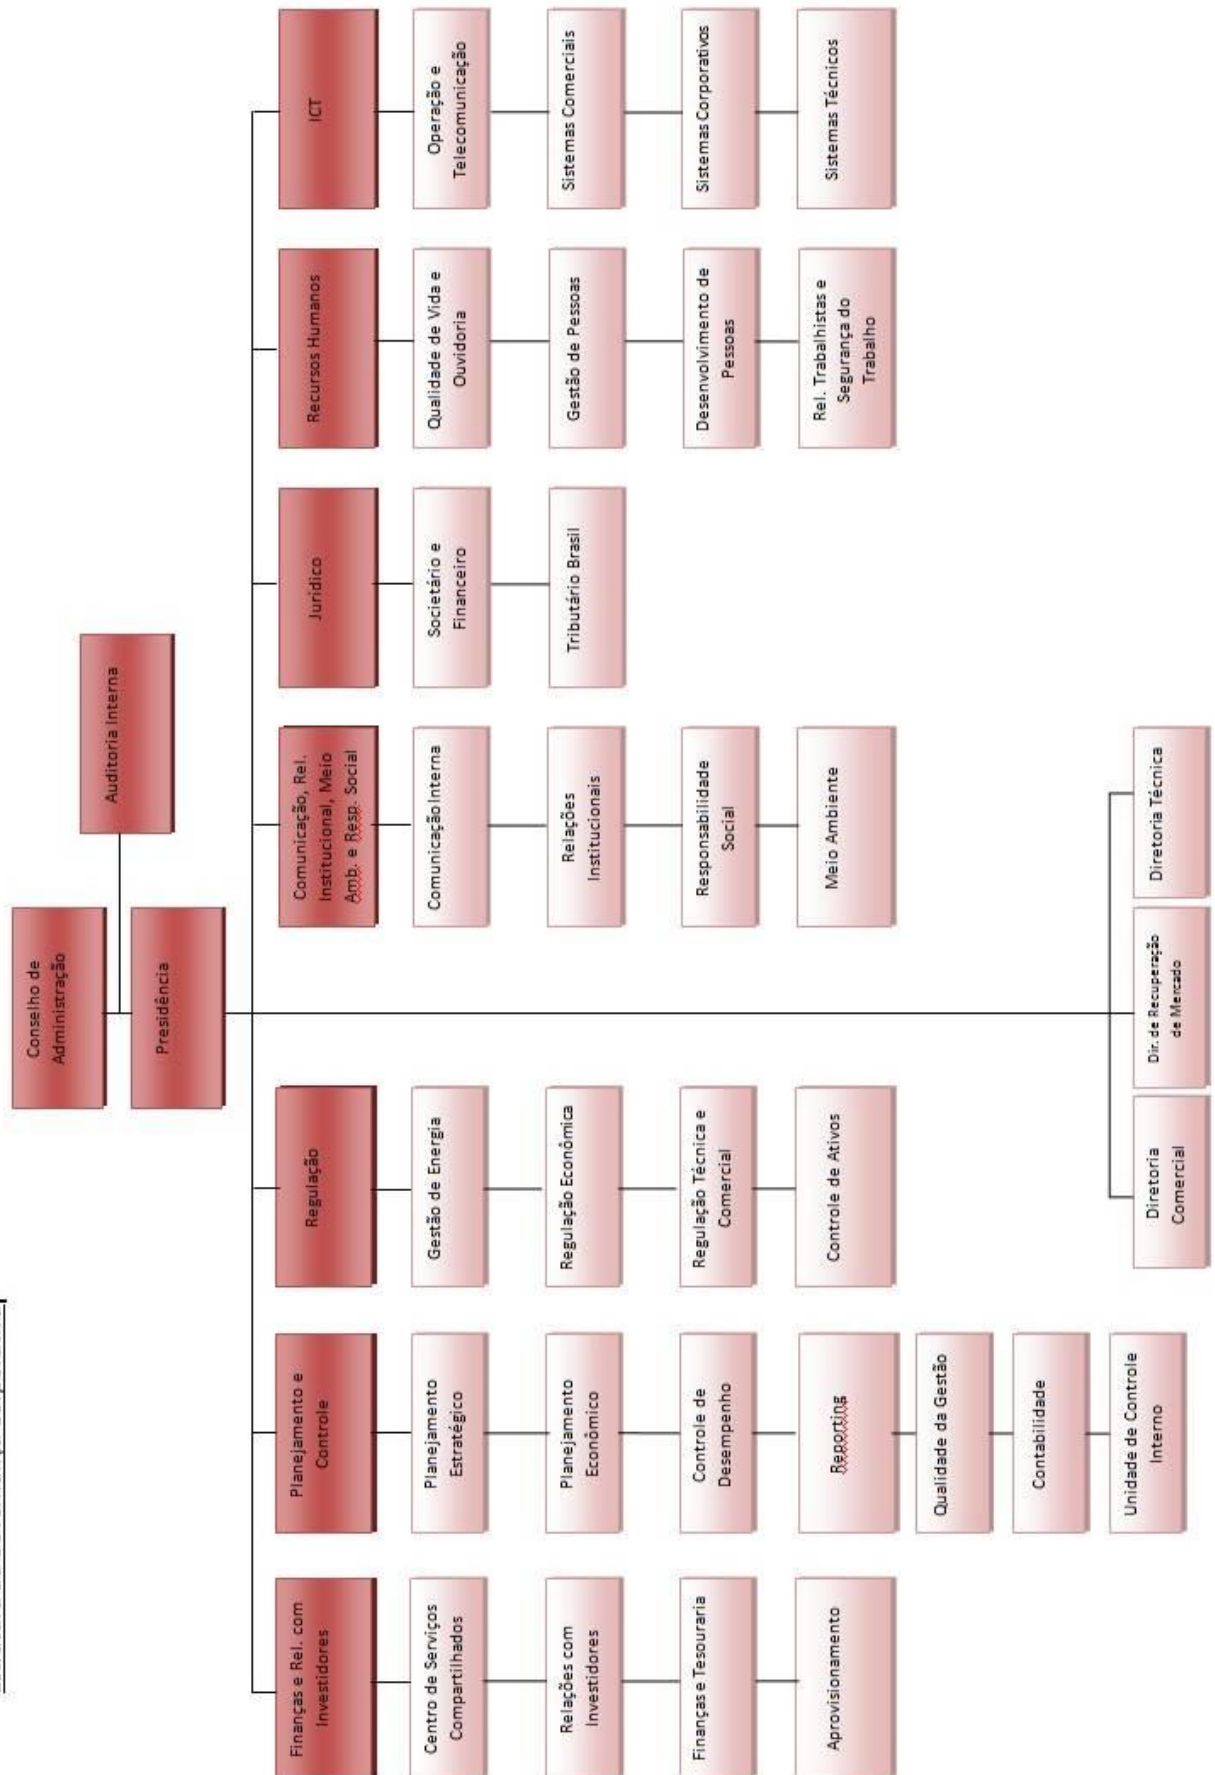 Conselho de
Administração
Auditoria Interna
Presidência
Finanças e Rel. com
Investidores
Centro de Serviços
Compartilhados
Relações com
Investidores
Finanças e Tesouraria
Aprovisionamento
Planejamento e
Controle
Planejamento
Estratégico
Planejamento
Econômico
Controle de
Desempenho
Reporting
Qualidade da Gestão
Contabilidade
Unidade de Controle
Interno
Regulação
Gestão de Energia
Regulação Econômica
Regulação Técnica e
Comercial
Controle de Ativos
Comunicação, Rel.
Institucional, Meio
Amb. e Resp. Social
Comunicação Interna
Relações
Institucionais
Responsabilidade
Social
Meio Ambiente
Jurídico
Societário e
Financeiro
Tributário Brasil
Recursos Humanos
Qualidade de Vida e
Ouvidoria
Gestão de Pessoas
Desenvolvimento de
Pessoas
Rel. Trabalhistas e
Segurança do
Trabalho
ICT
Operação e
Telecomunicação
Sistemas Comerciais
Sistemas Corporativos
Sistemas Técnicos
Diretoria
Comercial
Dir. de Recuperação
de Mercado
Diretoria Técnica